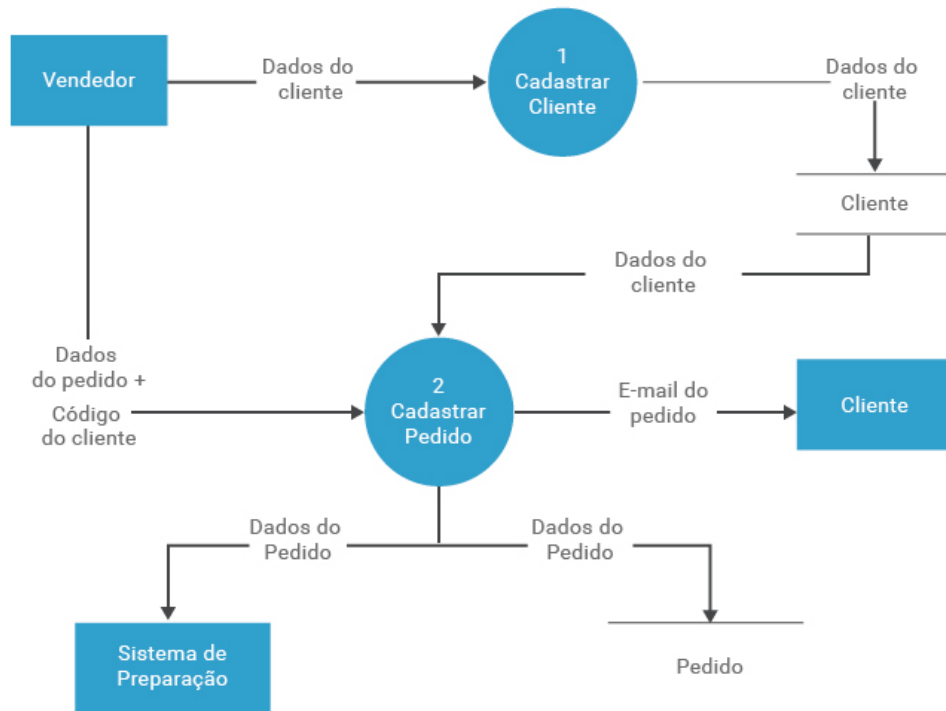 Vendedor
Dados do
cliente
1
Cadastrar
Cliente
Dados do
cliente
Cliente
Dados do
cliente
Dados
do pedido +
Código
do cliente
2
Cadastrar
Pedido
E-mail do
pedido
Cliente
Dados do
Pedido
Dados do
Pedido
Sistema de
Preparação
Pedido